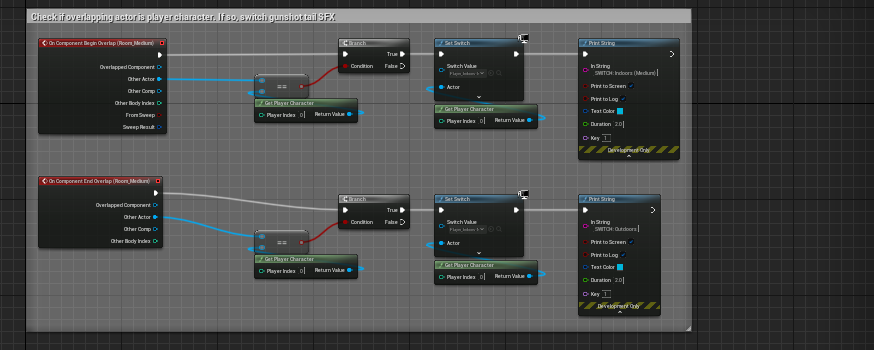 Check if overlapping actor is player character. If so, switch gunshot tail SFX.
On Component Begin Overlap (Room_Medium)
Overlapped Component
Other Actor
Other Comp
Other Body Index
From Sweep
Sweep Result
==
Get Player Character
Player Index 0
Return Value
Branch
True
Condition
False
Set Switch
Switch Value
Actor
Get Player Character
Player Index 0
Return Value
Print String
In String
SWITCH: Indoors (Medium)
Print to Screen
Print to Log
Text Color
Duration 2.0
Key 1
Development Only
On Component End Overlap (Room_Medium)
Overlapped Component
Other Actor
Other Comp
Other Body Index
==
Get Player Character
Player Index 0
Return Value
Branch
True
Condition
False
Set Switch
Switch Value
Actor
Get Player Character
Player Index 0
Return Value
Print String
In String
SWITCH: Outdoors
Print to Screen
Print to Log
Text Color
Duration 2.0
Key 1
Development Only